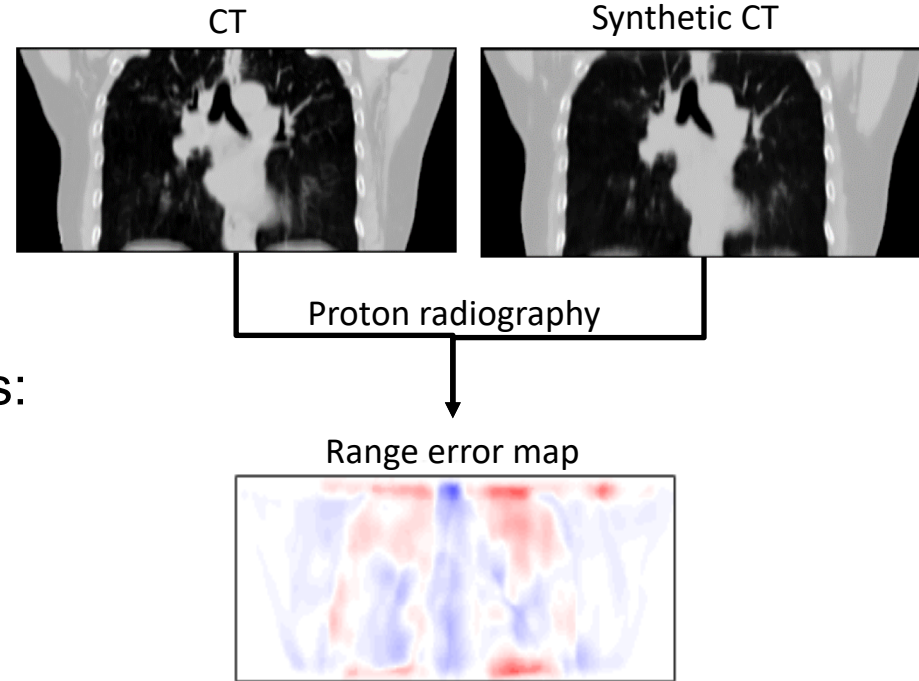 CT
Synthetic CT
Proton radiography
s:
Range error map